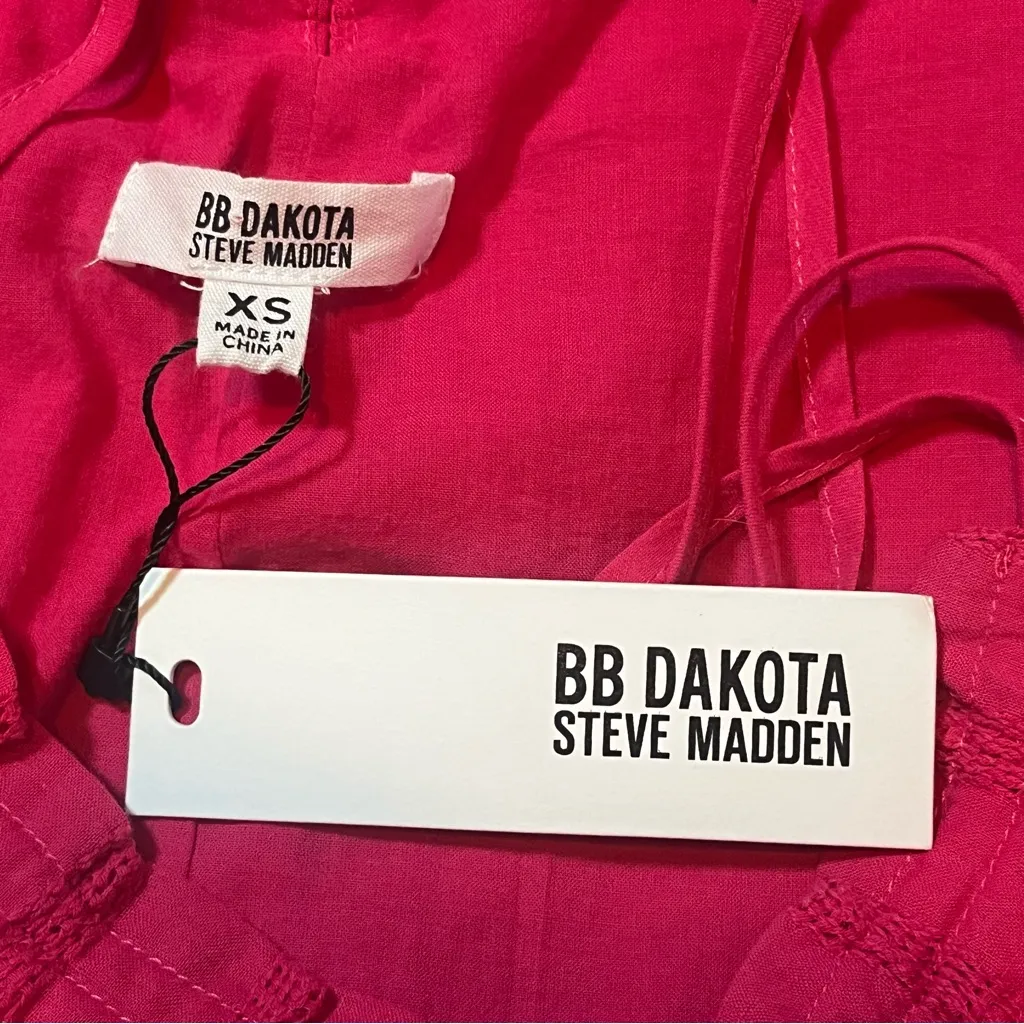 BB DAKOTA
STEVE MADDEN
XS
MADE IN
CHINA
BB DAKOTA
STEVE MADDEN